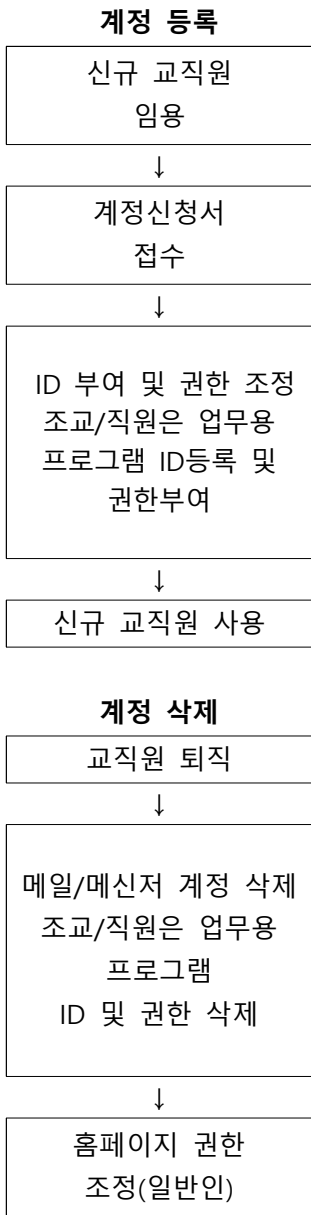 계정 등록
신규 교직원
임용
↓
계정신청서
접수
↓
ID 부여 및 권한 조정
조교/직원은 업무용
프로그램 ID등록 및
권한부여
↓
신규 교직원 사용
계정 삭제
교직원 퇴직
↓
메일/메신저 계정 삭제
조교/직원은 업무용
프로그램
ID 및 권한 삭제
↓
홈페이지 권한
조정(일반인)